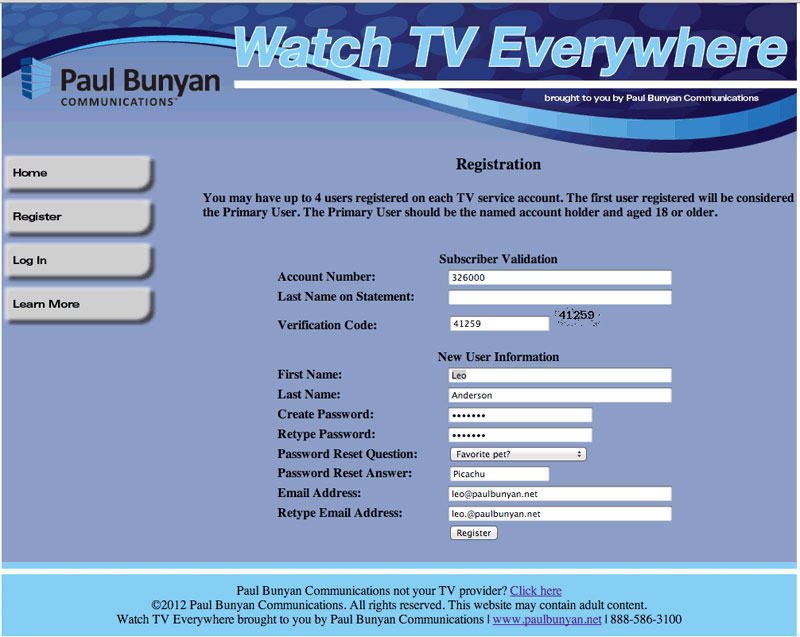 Watch TV Everywhere
Paul Bunyan
COMMUNICATIONS™
brought to you by Paul Bunyan Communications
Home
Register
Log In
Learn More
Registration
You may have up to 4 users registered on each TV service account. The first user registered will be considered
the Primary User. The Primary User should be the named account holder and aged 18 or older.
Subscriber Validation
Account Number: 326000
Last Name on Statement:
Verification Code: 41259 41259
New User Information
First Name: Leo
Last Name: Anderson
Create Password: •••••••
Retype Password: •••••••
Password Reset Question: Favorite pet?
Password Reset Answer: Picachu
Email Address: leo@paulbunyan.net
Retype Email Address: leo.@paulbunyan.net
Register
Paul Bunyan Communications not your TV provider? Click here
©2012 Paul Bunyan Communications. All rights reserved. This website may contain adult content.
Watch TV Everywhere brought to you by Paul Bunyan Communications | www.paulbunyan.net | 888-586-3100